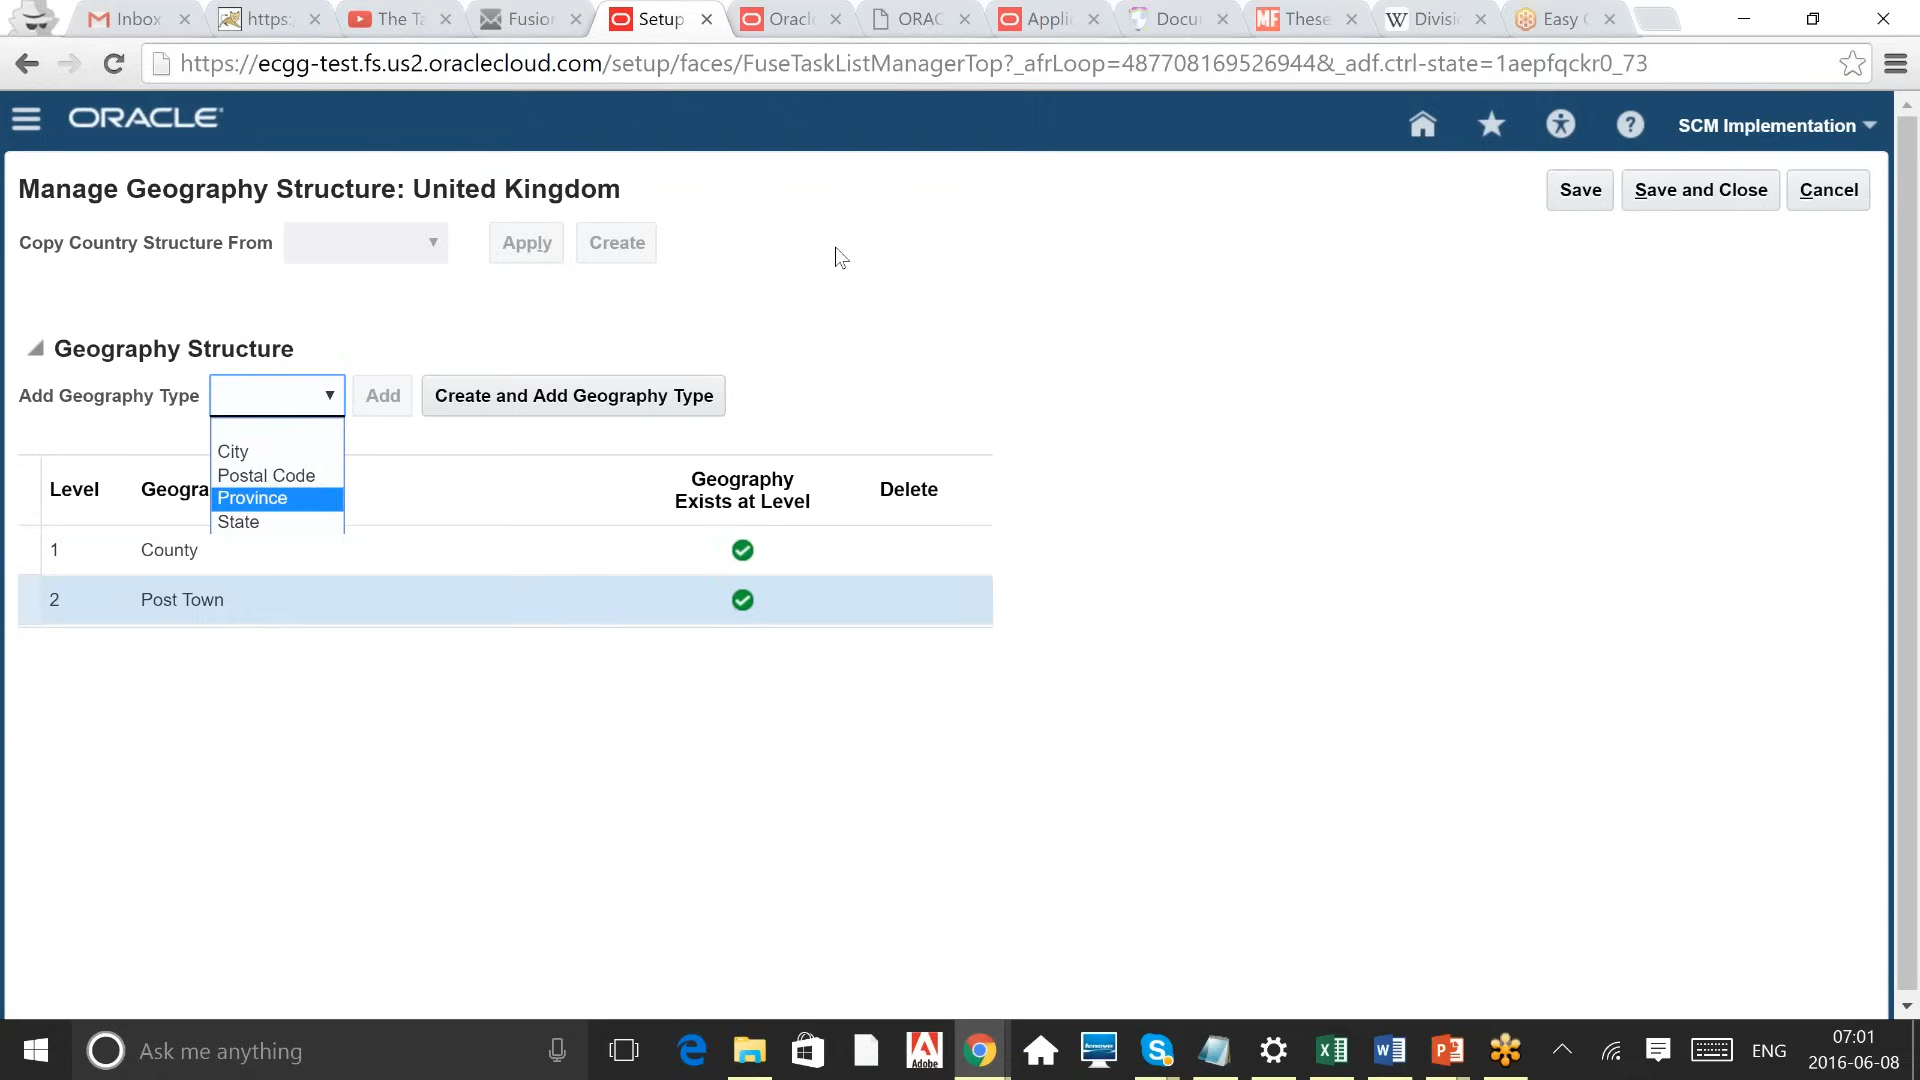 Inbox
https:
The Ta
Fusion
Setup
Oracle
ORAC
Appli
Docu
MF These
W Divisi
Easy
https://ecgg-test.fs.us2.oraclecloud.com/setup/faces/FuseTaskListManagerTop?_afrLoop=487708169526944&_adf.ctrl-state=1aepfqckr0_73
ORACLE
SCM Implementation
Manage Geography Structure: United Kingdom
Save
Save and Close
Cancel
Copy Country Structure From
Apply
Create
Geography Structure
Add Geography Type
Add
Create and Add Geography Type
City
Postal Code
Province
State
Level
Geogra
Geography
Exists at Level
Delete
1 County
2 Post Town
Ask me anything
Adobe
lenovo
ENG
07:01
2016-06-08